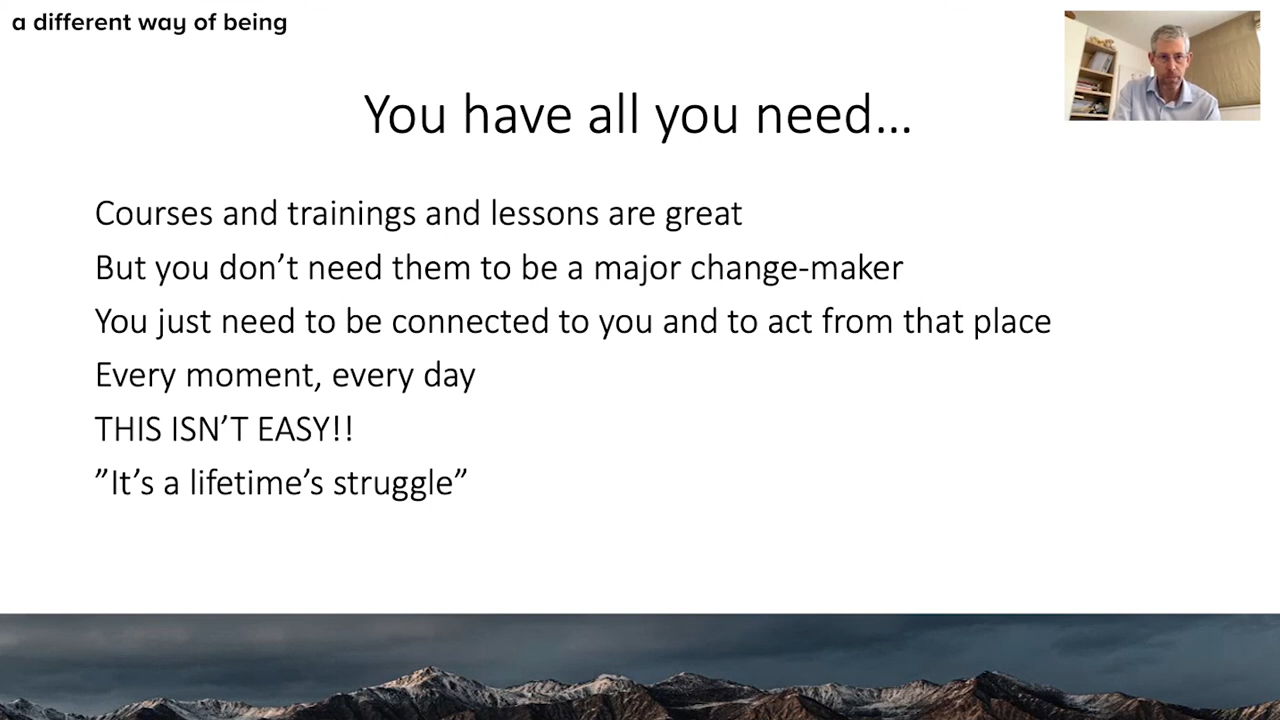 a different way of being
You have all you need...
Courses and trainings and lessons are great
But you don’t need them to be a major change-maker
You just need to be connected to you and to act from that place
Every moment, every day
THIS ISN’T EASY!!
”It’s a lifetime’s struggle”